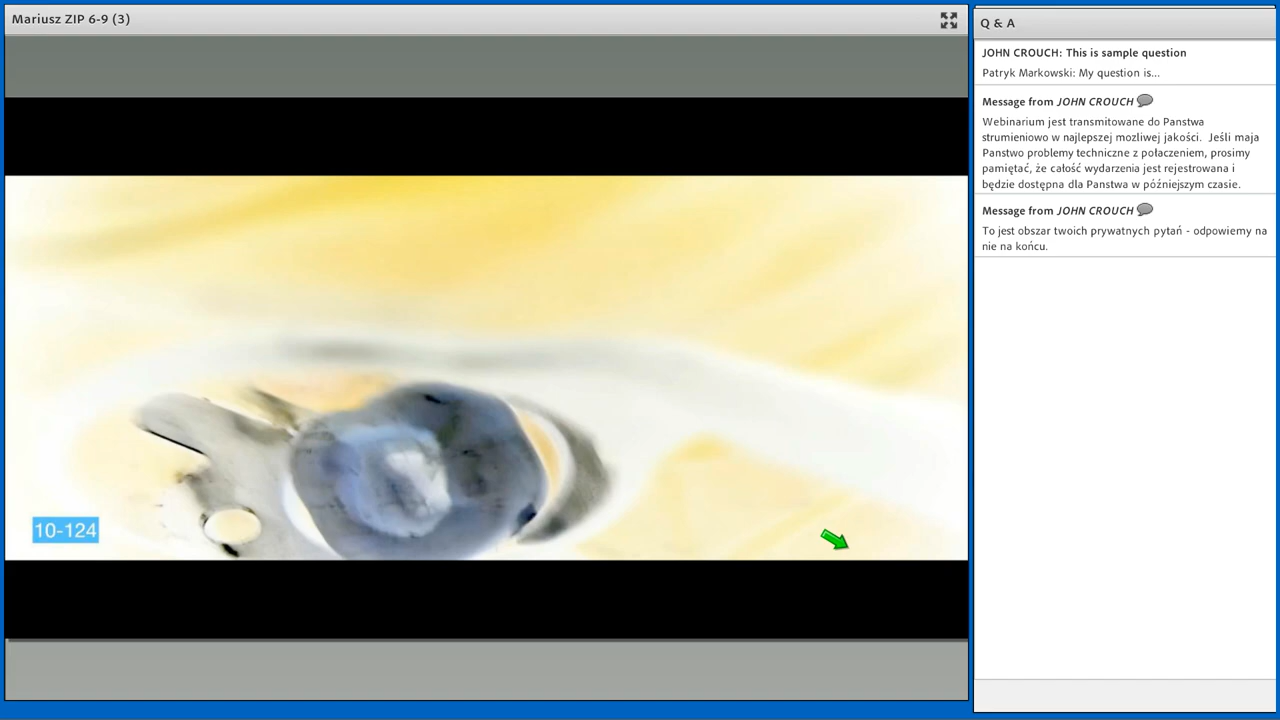 Mariusz ZIP 6-9 (3)
10-124
Q & A
JOHN CROUCH: This is sample question
Patryk Markowski: My question is...
Message from JOHN CROUCH
Webinarium jest transmitowane do Panstwa
strumieniowo w najlepszej mozliwej jakości. Jeśli maja
Panstwo problemy techniczne z połaczeniem, prosimy
pamiętać, że całość wydarzenia jest rejestrowana i
będzie dostępna dla Panstwa w późniejszym czasie.
Message from JOHN CROUCH
To jest obszar twoich prywatnych pytań - odpowiemy na
nie na końcu.